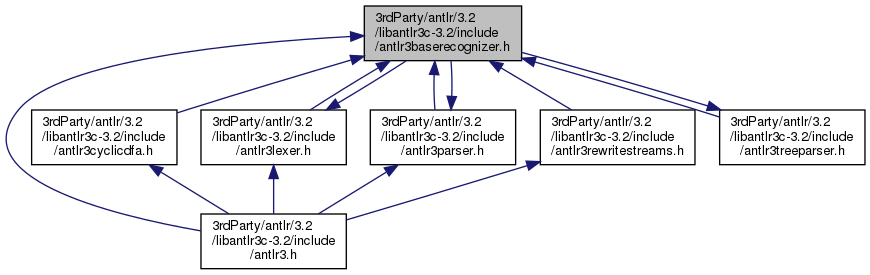 3rdParty/antlr/3.2
/libantlr3c-3.2/include
/antlr3baserecognizer.h
3rdParty/antlr/3.2
/libantlr3c-3.2/include
/antlr3cyclicdfa.h
3rdParty/antlr/3.2
/libantlr3c-3.2/include
/antlr3lexer.h
3rdParty/antlr/3.2
/libantlr3c-3.2/include
/antlr3parser.h
3rdParty/antlr/3.2
/libantlr3c-3.2/include
/antlr3rewritestreams.h
3rdParty/antlr/3.2
/libantlr3c-3.2/include
/antlr3treeparser.h
3rdParty/antlr/3.2
/libantlr3c-3.2/include
/antlr3.h